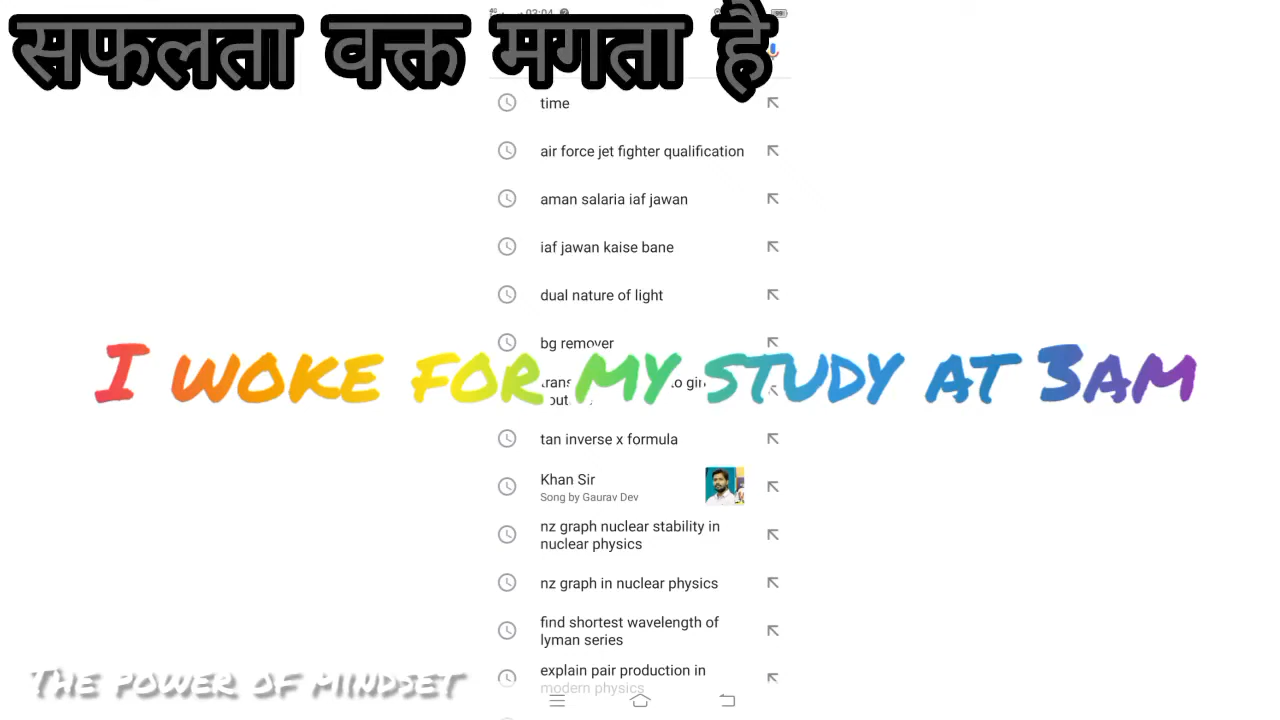 सफलता वक्त मगता है
03:04
99
time
air force jet fighter qualification
aman salaria iaf jawan
iaf jawan kaise bane
dual nature of light
bg remover
I WOKE FOR MY STUDY AT 3AM
tan inverse x formula
Khan Sir
Song by Gaurav Dev
nz graph nuclear stability in
nuclear physics
nz graph in nuclear physics
find shortest wavelength of
lyman series
explain pair production in
modern physics
THE POWER OF MINDSET